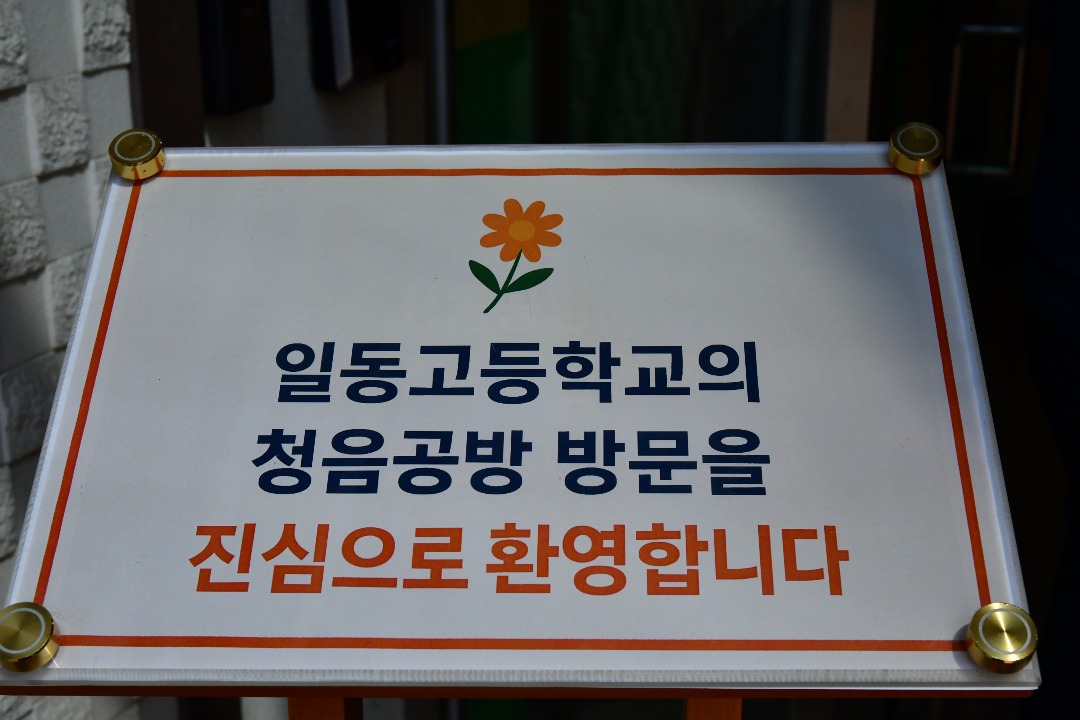 일동고등학교의
청음공방 방문을
진심으로 환영합니다